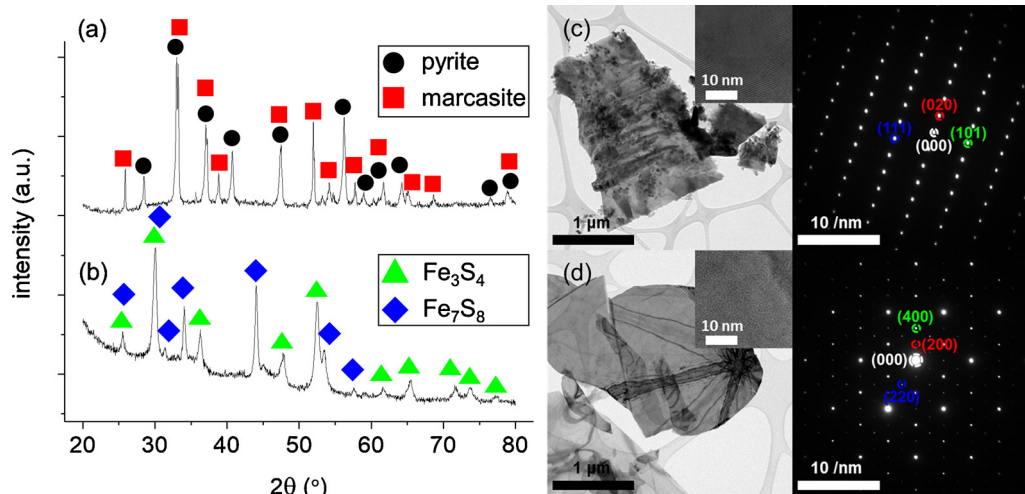 (a)
pyrite
marcasite
intensity (a.u.)
(b)
Fe₃S₄
Fe₇S₈
20 30 40 50 60 70 80
2θ (°)
(c)
10 nm
1 µm
(020)
(111)
(000)
(101)
10 /nm
(d)
10 nm
1 µm
(400)
(200)
(000)
(220)
10 /nm